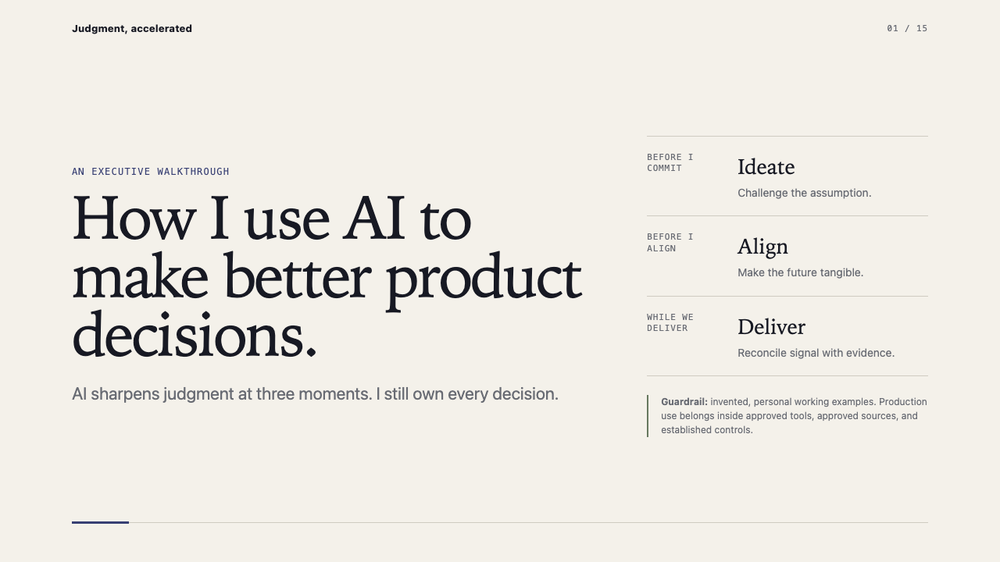 Judgment, accelerated
01 / 15
AN EXECUTIVE WALKTHROUGH
How I use AI to
make better product
decisions.
AI sharpens judgment at three moments. I still own every decision.
BEFORE I
COMMIT
Ideate
Challenge the assumption.
BEFORE I
ALIGN
Align
Make the future tangible.
WHILE WE
DELIVER
Deliver
Reconcile signal with evidence.
Guardrail: invented, personal working examples. Production
use belongs inside approved tools, approved sources, and
established controls.